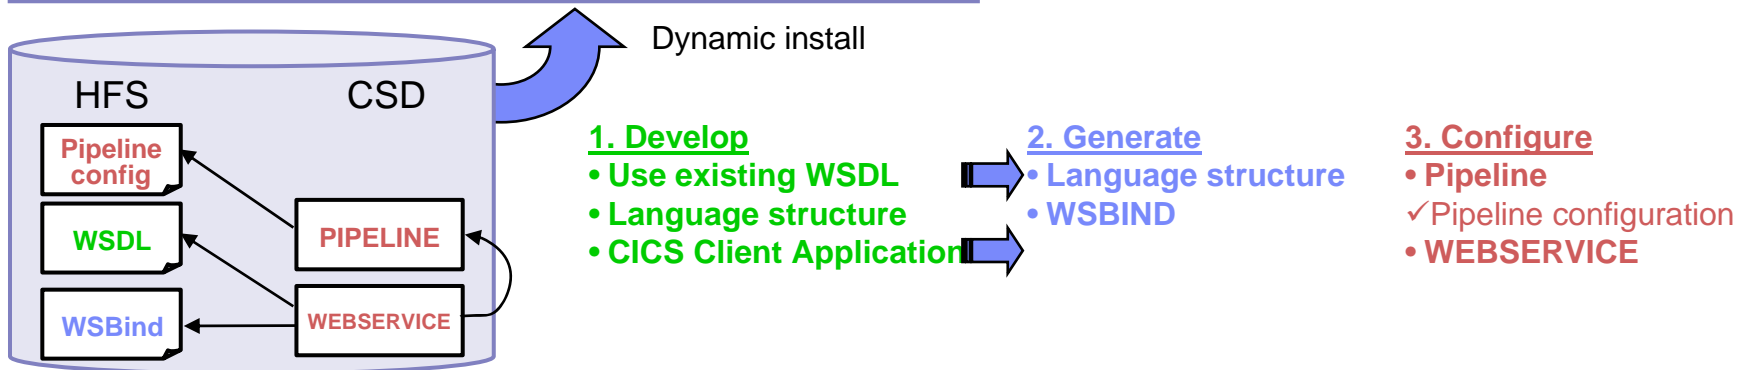 Dynamic install
HFS
CSD
Pipeline
config
WSDL
WSBind
PIPELINE
WEBSERVICE
1. Develop
• Use existing WSDL
• Language structure
• CICS Client Application
2. Generate
• Language structure
• WSBIND
3. Configure
• Pipeline
✓Pipeline configuration
• WEBSERVICE